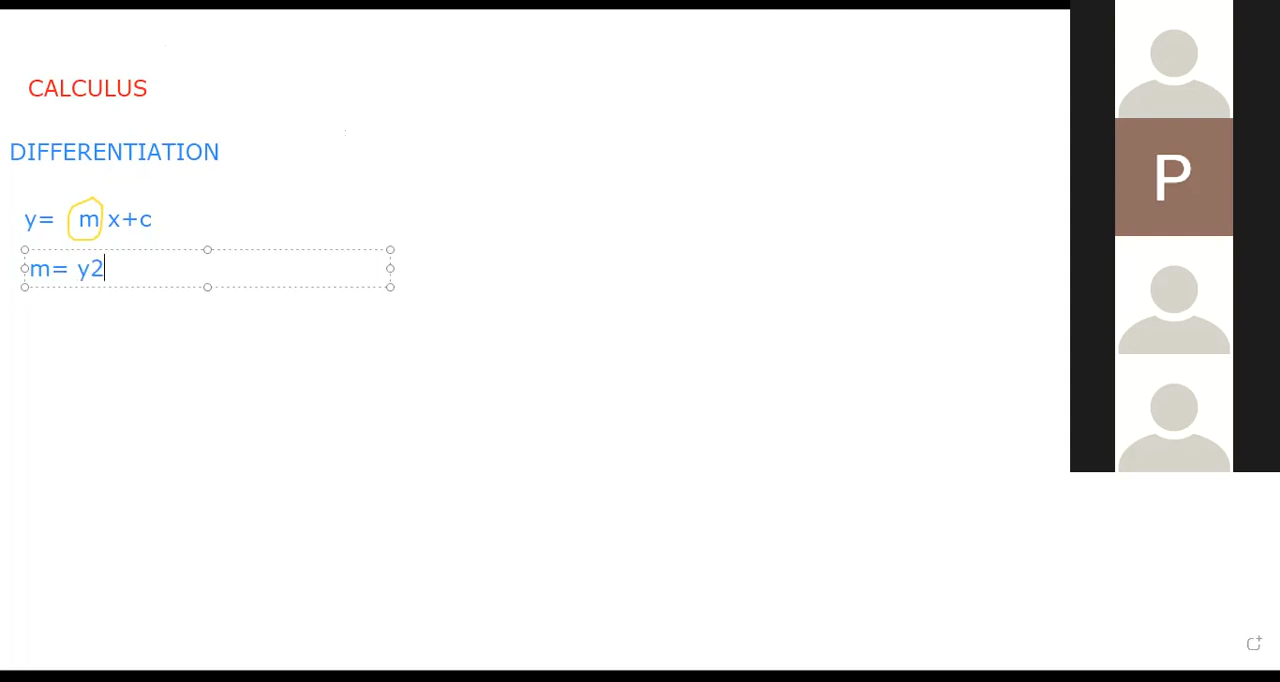 CALCULUS
DIFFERENTIATION
y= m x+c
m= y2
P